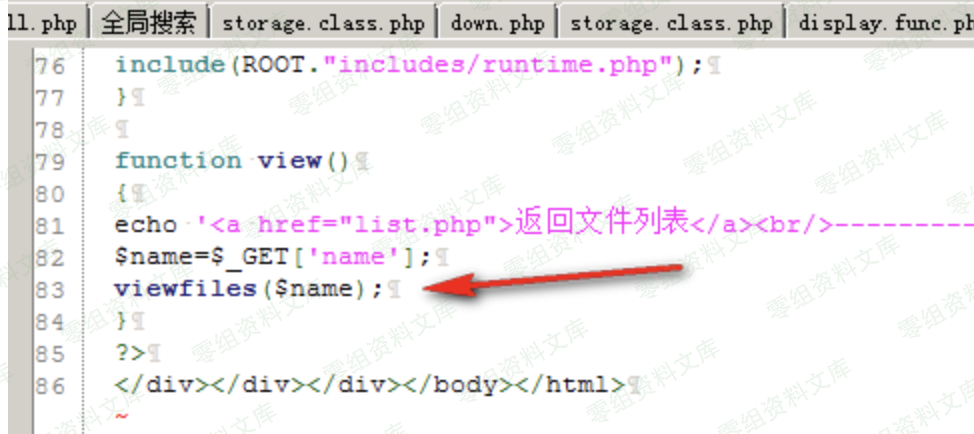 ll.php 全局搜索 storage.class.php down.php storage.class.php display.func.ph
76 include(ROOT."includes/runtime.php");¶
77 }¶
78 ¶
79 function view()¶
80 {¶
81 echo '<a href="list.php">返回文件列表</a><br/>----------
82 $name=$_GET['name'];¶
83 viewfiles($name);¶
84 }¶
85 ?>¶
86 </div></div></div></body></html>¶
~
零组资料文库